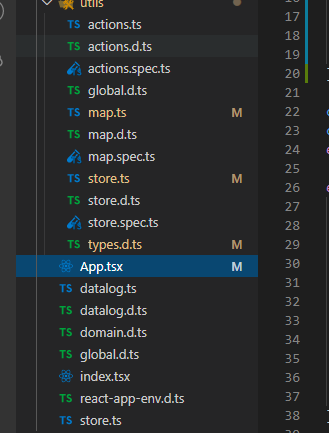 utils
TS actions.ts
TS actions.d.ts
actions.spec.ts
TS global.d.ts
TS map.ts M
TS map.d.ts
map.spec.ts
TS store.ts M
TS store.d.ts
store.spec.ts
TS types.d.ts M
App.tsx M
TS datalog.ts
TS datalog.d.ts
TS domain.d.ts
TS global.d.ts
index.tsx
TS react-app-env.d.ts
TS store.ts
17
18
19
20
21
22
23
24
25
26
27
28
29
30
31
32
33
34
35
36
37
38